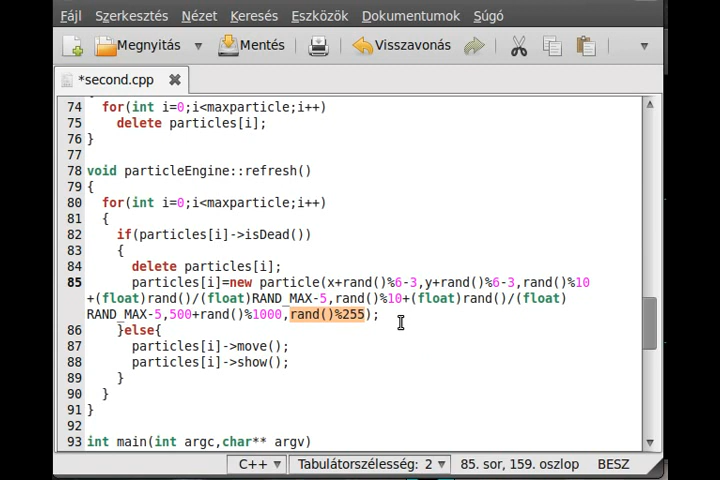 Fájl Szerkesztés Nézet Keresés Eszközök Dokumentumok Súgó
Megnyitás Mentés Visszavonás
*second.cpp
74 for(int i=0;i<maxparticle;i++)
75 delete particles[i];
76 }
77
78 void particleEngine::refresh()
79 {
80 for(int i=0;i<maxparticle;i++)
81 {
82 if(particles[i]->isDead())
83 {
84 delete particles[i];
85 particles[i]=new particle(x+rand()%6-3,y+rand()%6-3,rand()%10
+(float)rand()/(float)RAND_MAX-5,rand()%10+(float)rand()/(float)
RAND_MAX-5,500+rand()%1000,rand()%255);
86 }else{
87 particles[i]->move();
88 particles[i]->show();
89 }
90 }
91 }
92
93 int main(int argc,char** argv)
C++ Tabulátorszélesség: 2 85. sor, 159. oszlop BESZ